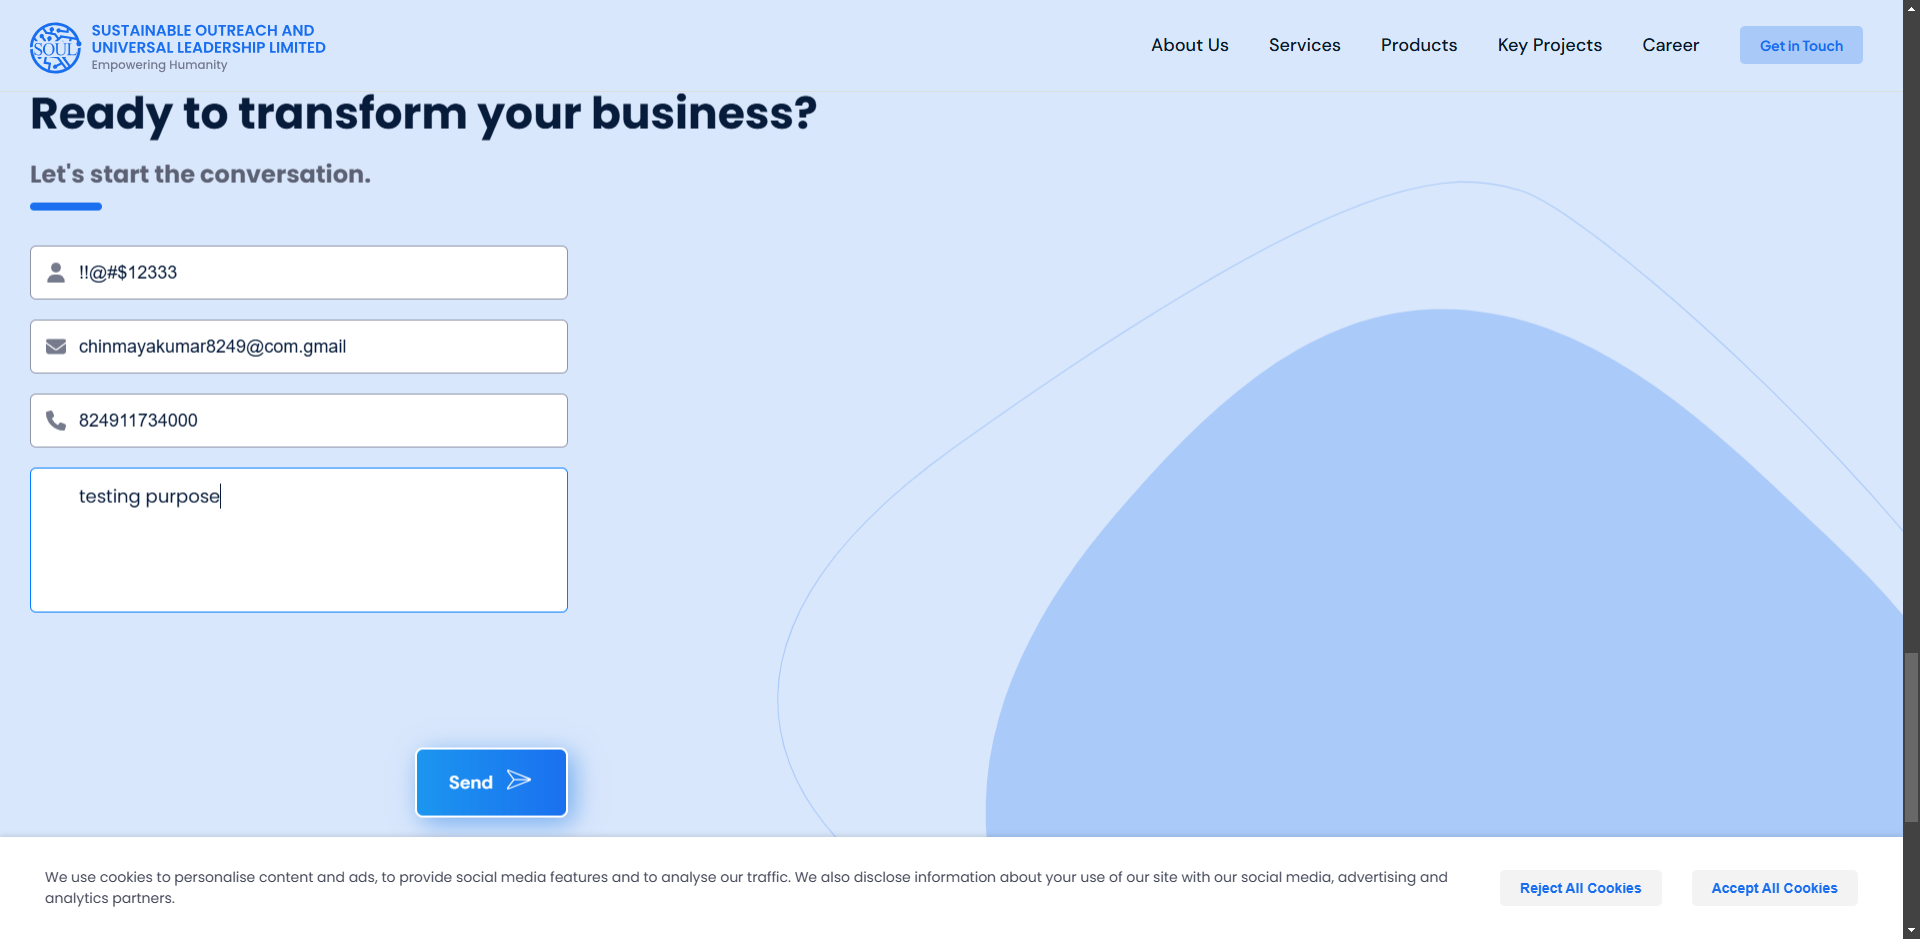 SOUL
SUSTAINABLE OUTREACH AND
UNIVERSAL LEADERSHIP LIMITED
Empowering Humanity
About Us
Services
Products
Key Projects
Career
Get in Touch
Ready to transform your business?
Let's start the conversation.
!!@#$12333
chinmayakumar8249@com.gmail
824911734000
testing purpose
Send
We use cookies to personalise content and ads, to provide social media features and to analyse our traffic. We also disclose information about your use of our site with our social media, advertising and
analytics partners.
Reject All Cookies
Accept All Cookies